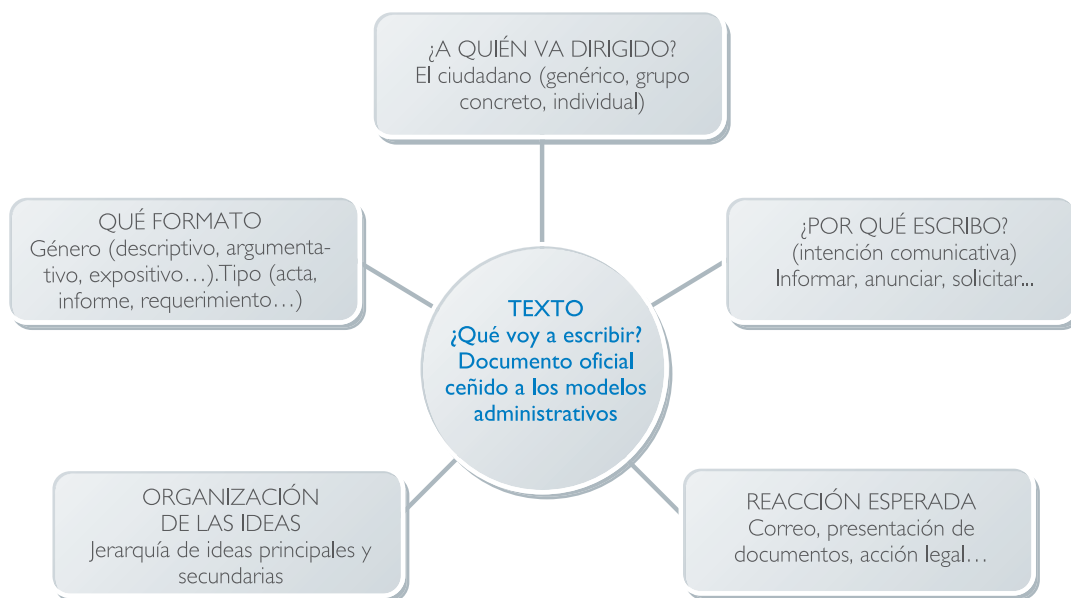 ¿A QUIÉN VA DIRIGIDO?
El ciudadano (genérico, grupo
concreto, individual)
QUÉ FORMATO
Género (descriptivo, argumenta-
tivo, expositivo…).Tipo (acta,
informe, requerimiento…)
¿POR QUÉ ESCRIBO?
(intención comunicativa)
Informar, anunciar, solicitar...
TEXTO
¿Qué voy a escribir?
Documento oficial
ceñido a los modelos
administrativos
ORGANIZACIÓN
DE LAS IDEAS
Jerarquía de ideas principales y
secundarias
REACCIÓN ESPERADA
Correo, presentación de
documentos, acción legal…